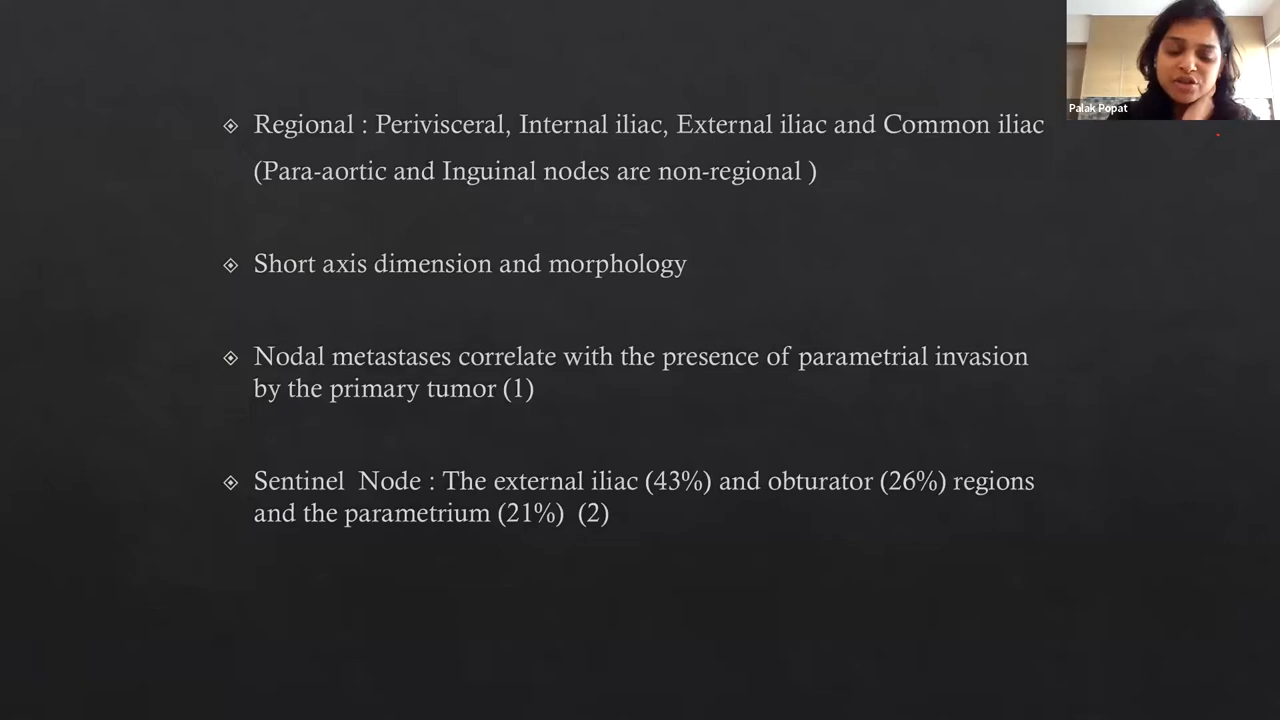 Palak Popat
Regional : Perivisceral, Internal iliac, External iliac and Common iliac
(Para-aortic and Inguinal nodes are non-regional )
Short axis dimension and morphology
Nodal metastases correlate with the presence of parametrial invasion
by the primary tumor (1)
Sentinel Node : The external iliac (43%) and obturator (26%) regions
and the parametrium (21%) (2)